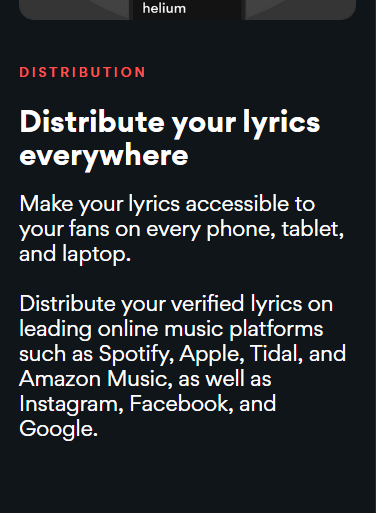 helium
DISTRIBUTION
Distribute your lyrics
everywhere
Make your lyrics accessible to
your fans on every phone, tablet,
and laptop.
Distribute your verified lyrics on
leading online music platforms
such as Spotify, Apple, Tidal, and
Amazon Music, as well as
Instagram, Facebook, and
Google.